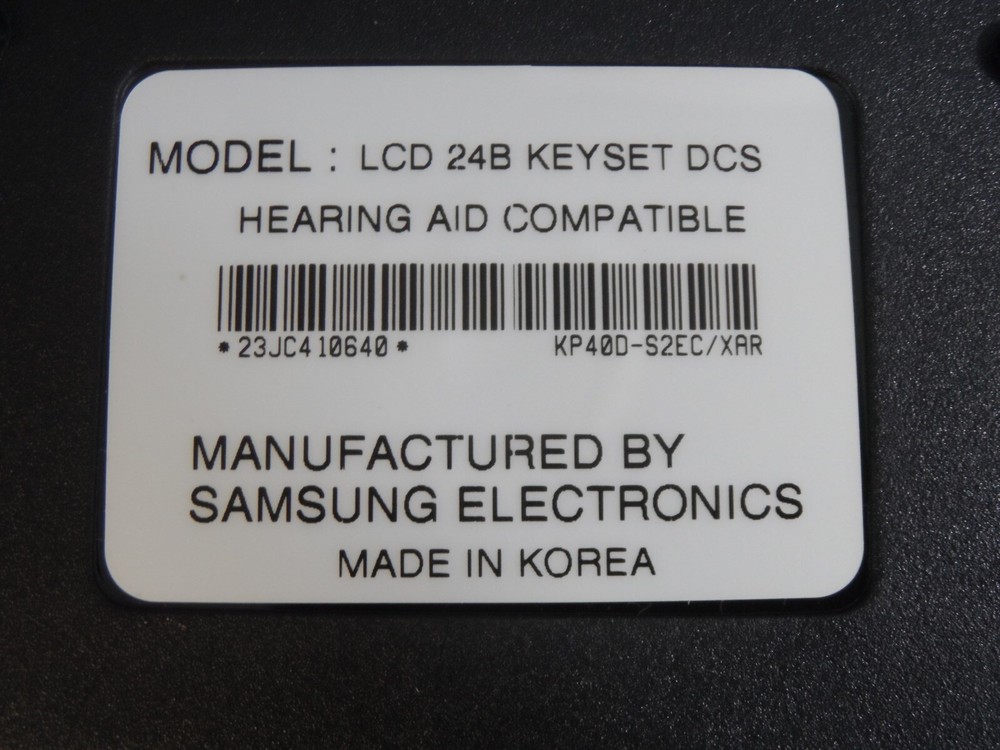 MODEL : LCD 24B KEYSET DCS
HEARING AID COMPATIBLE
*23JC410640* KP40D-S2EC/XAR
MANUFACTURED BY
SAMSUNG ELECTRONICS
MADE IN KOREA